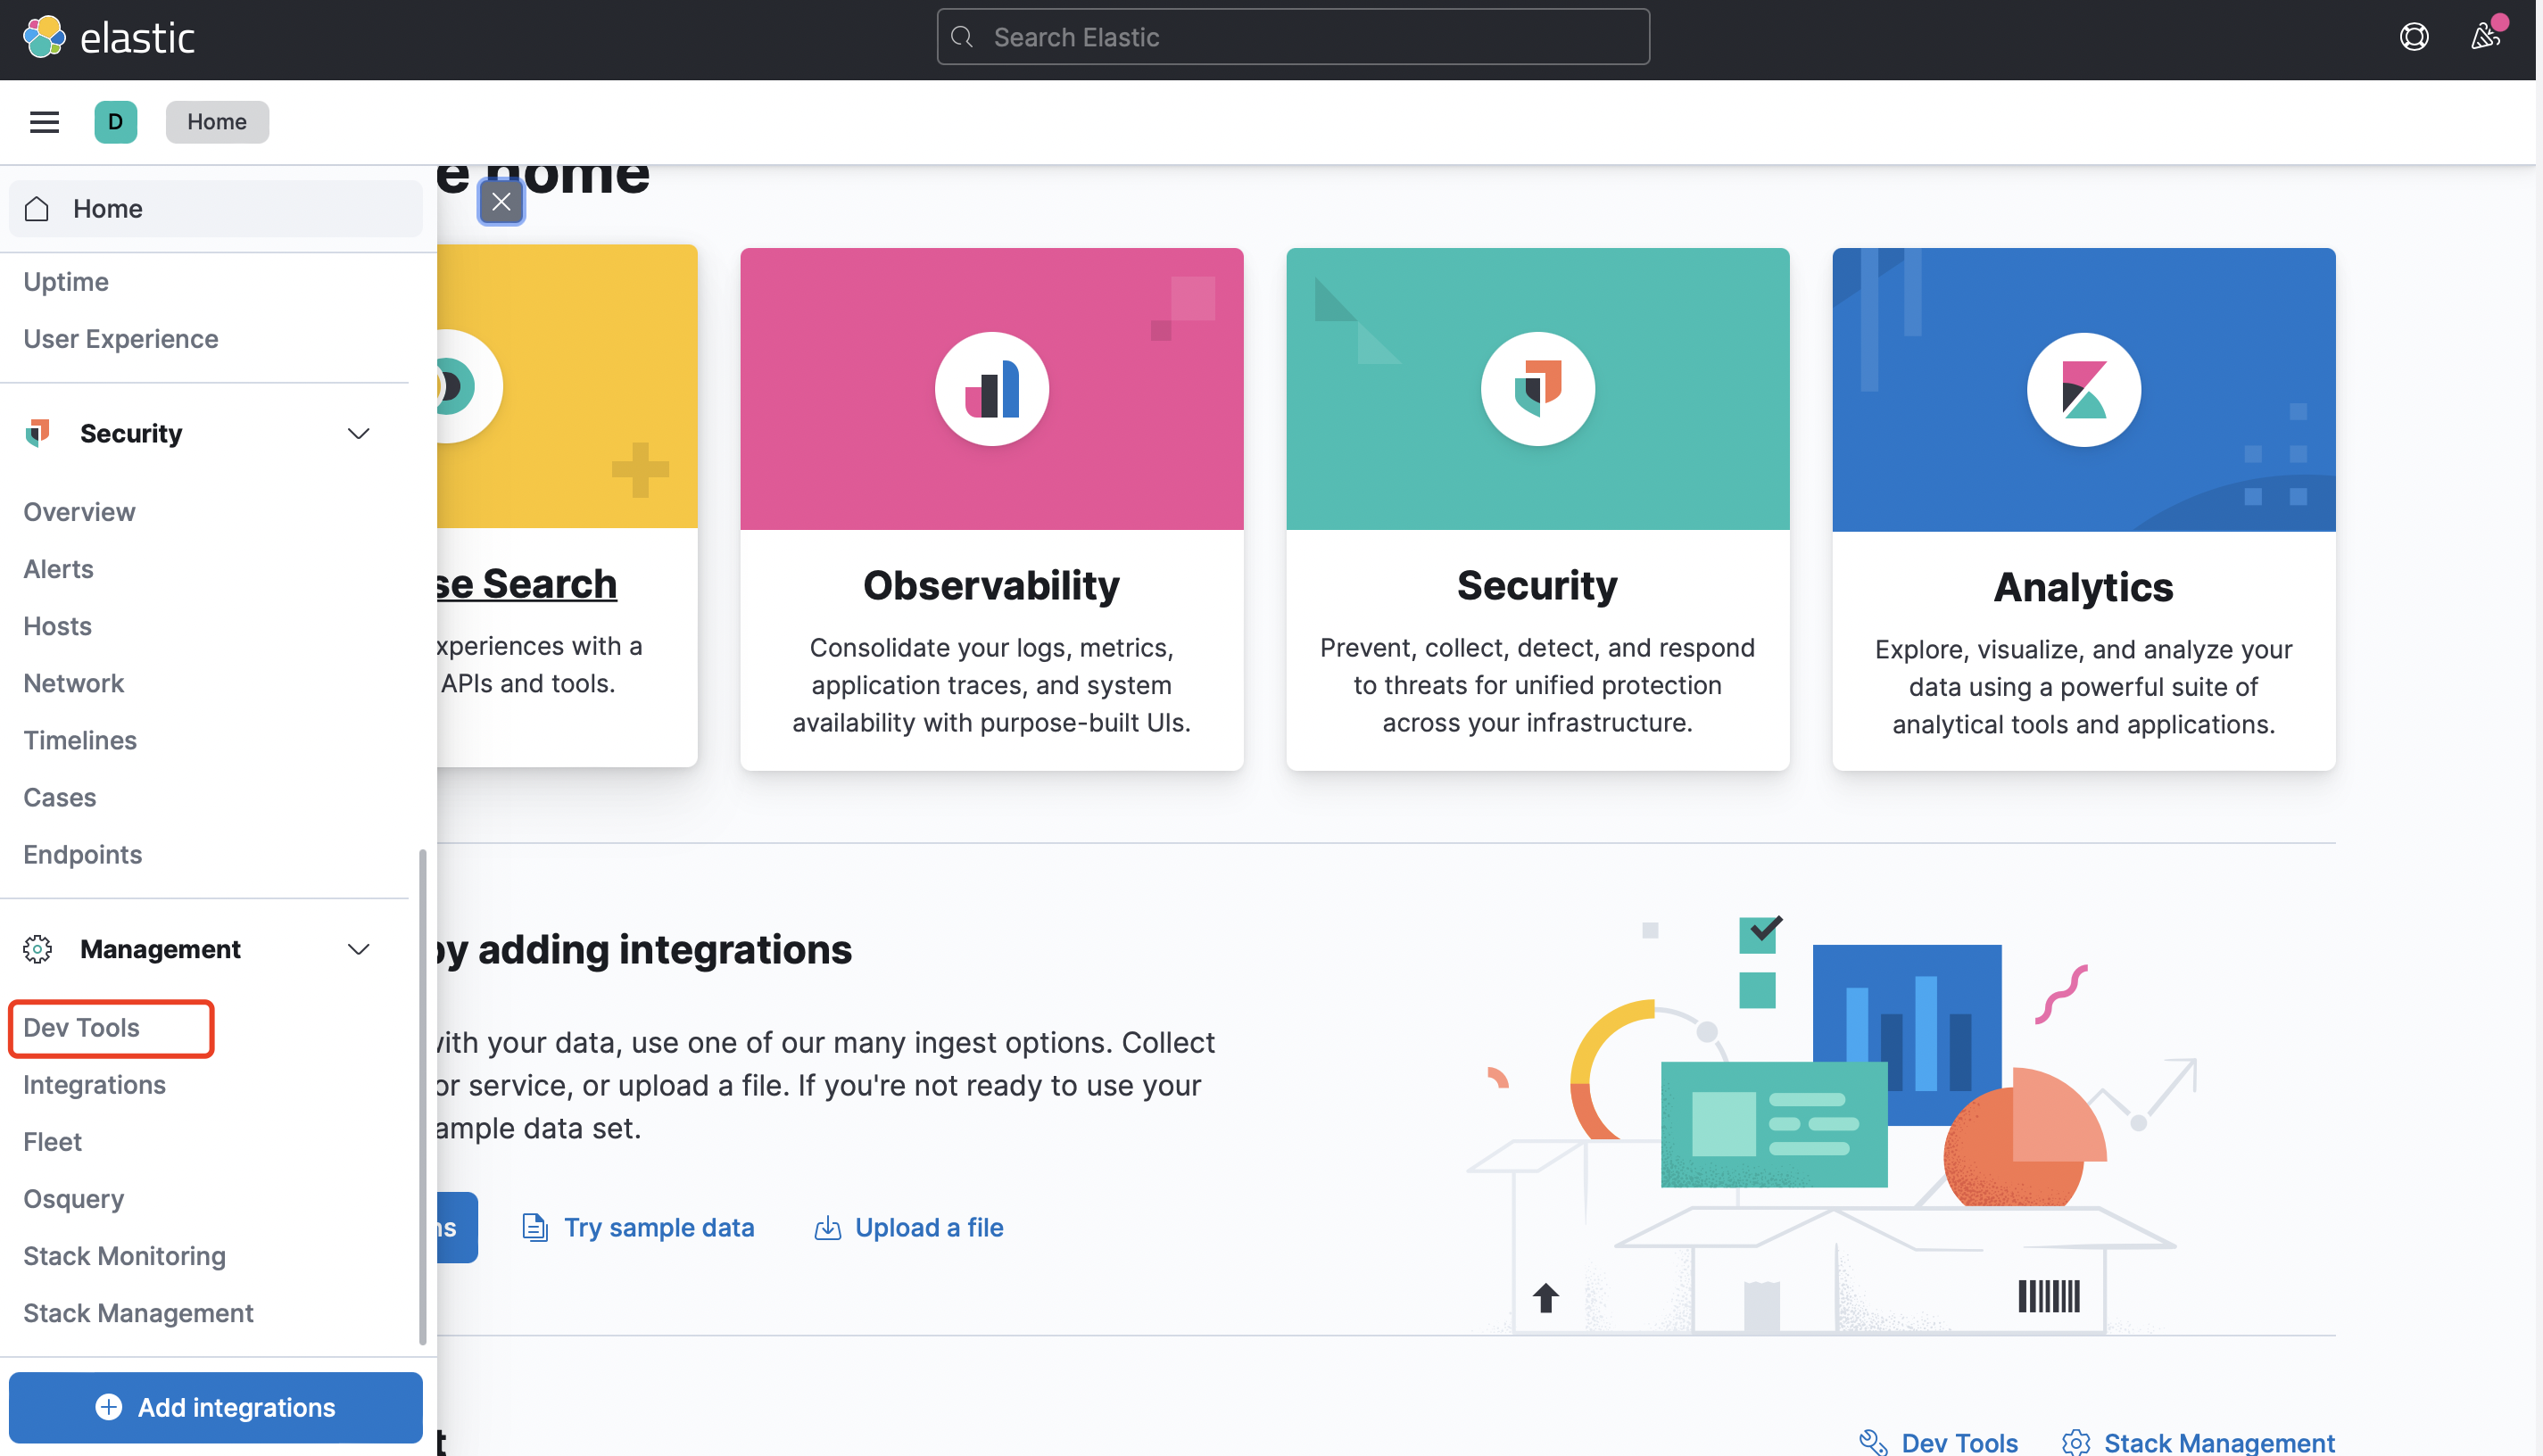 elastic
Search Elastic
D
Home
e home
Home
Uptime
User Experience
Security
Overview
Alerts
Hosts
Network
Timelines
Cases
Endpoints
Management
Dev Tools
Integrations
Fleet
Osquery
Stack Monitoring
Stack Management
Add integrations
se Search
xperiences with a
APIs and tools.
Observability
Consolidate your logs, metrics,
application traces, and system
availability with purpose-built UIs.
Security
Prevent, collect, detect, and respond
to threats for unified protection
across your infrastructure.
Analytics
Explore, visualize, and analyze your
data using a powerful suite of
analytical tools and applications.
by adding integrations
with your data, use one of our many ingest options. Collect
or service, or upload a file. If you're not ready to use your
ample data set.
ns
Try sample data
Upload a file
t
Dev Tools
Stack Management